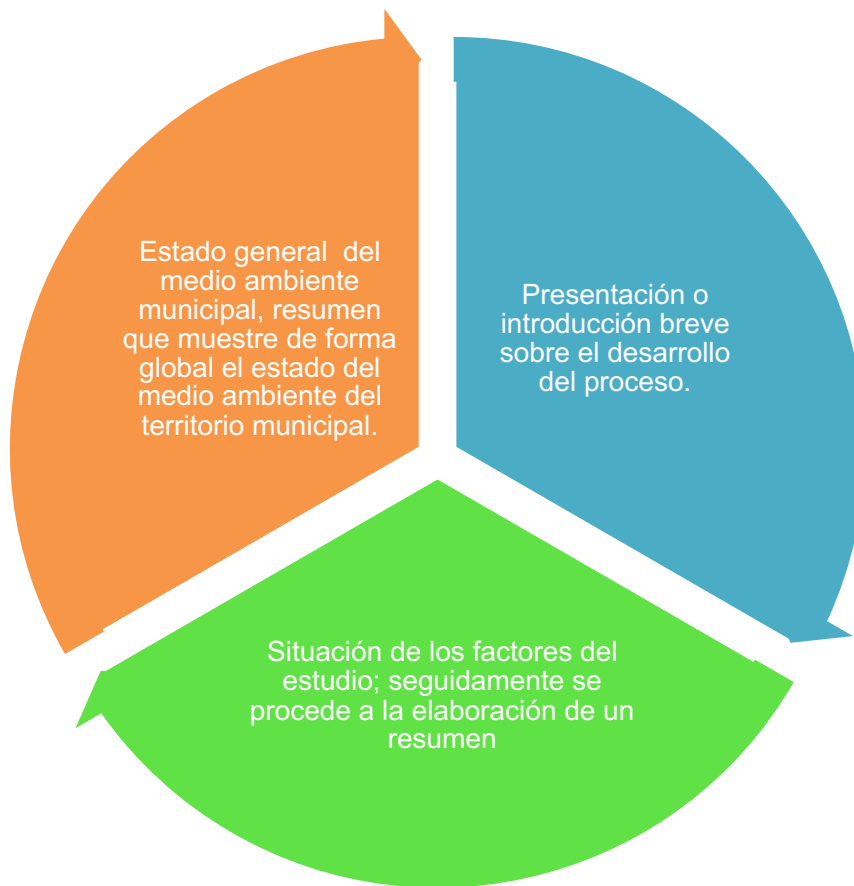 Estado general  del
medio ambiente
municipal, resumen
que muestre de forma
global el estado del
medio ambiente del
territorio municipal.
Presentación o
introducción breve
sobre el desarrollo
del proceso.
Situación de los factores del
estudio; seguidamente se
procede a la elaboración de un
resumen